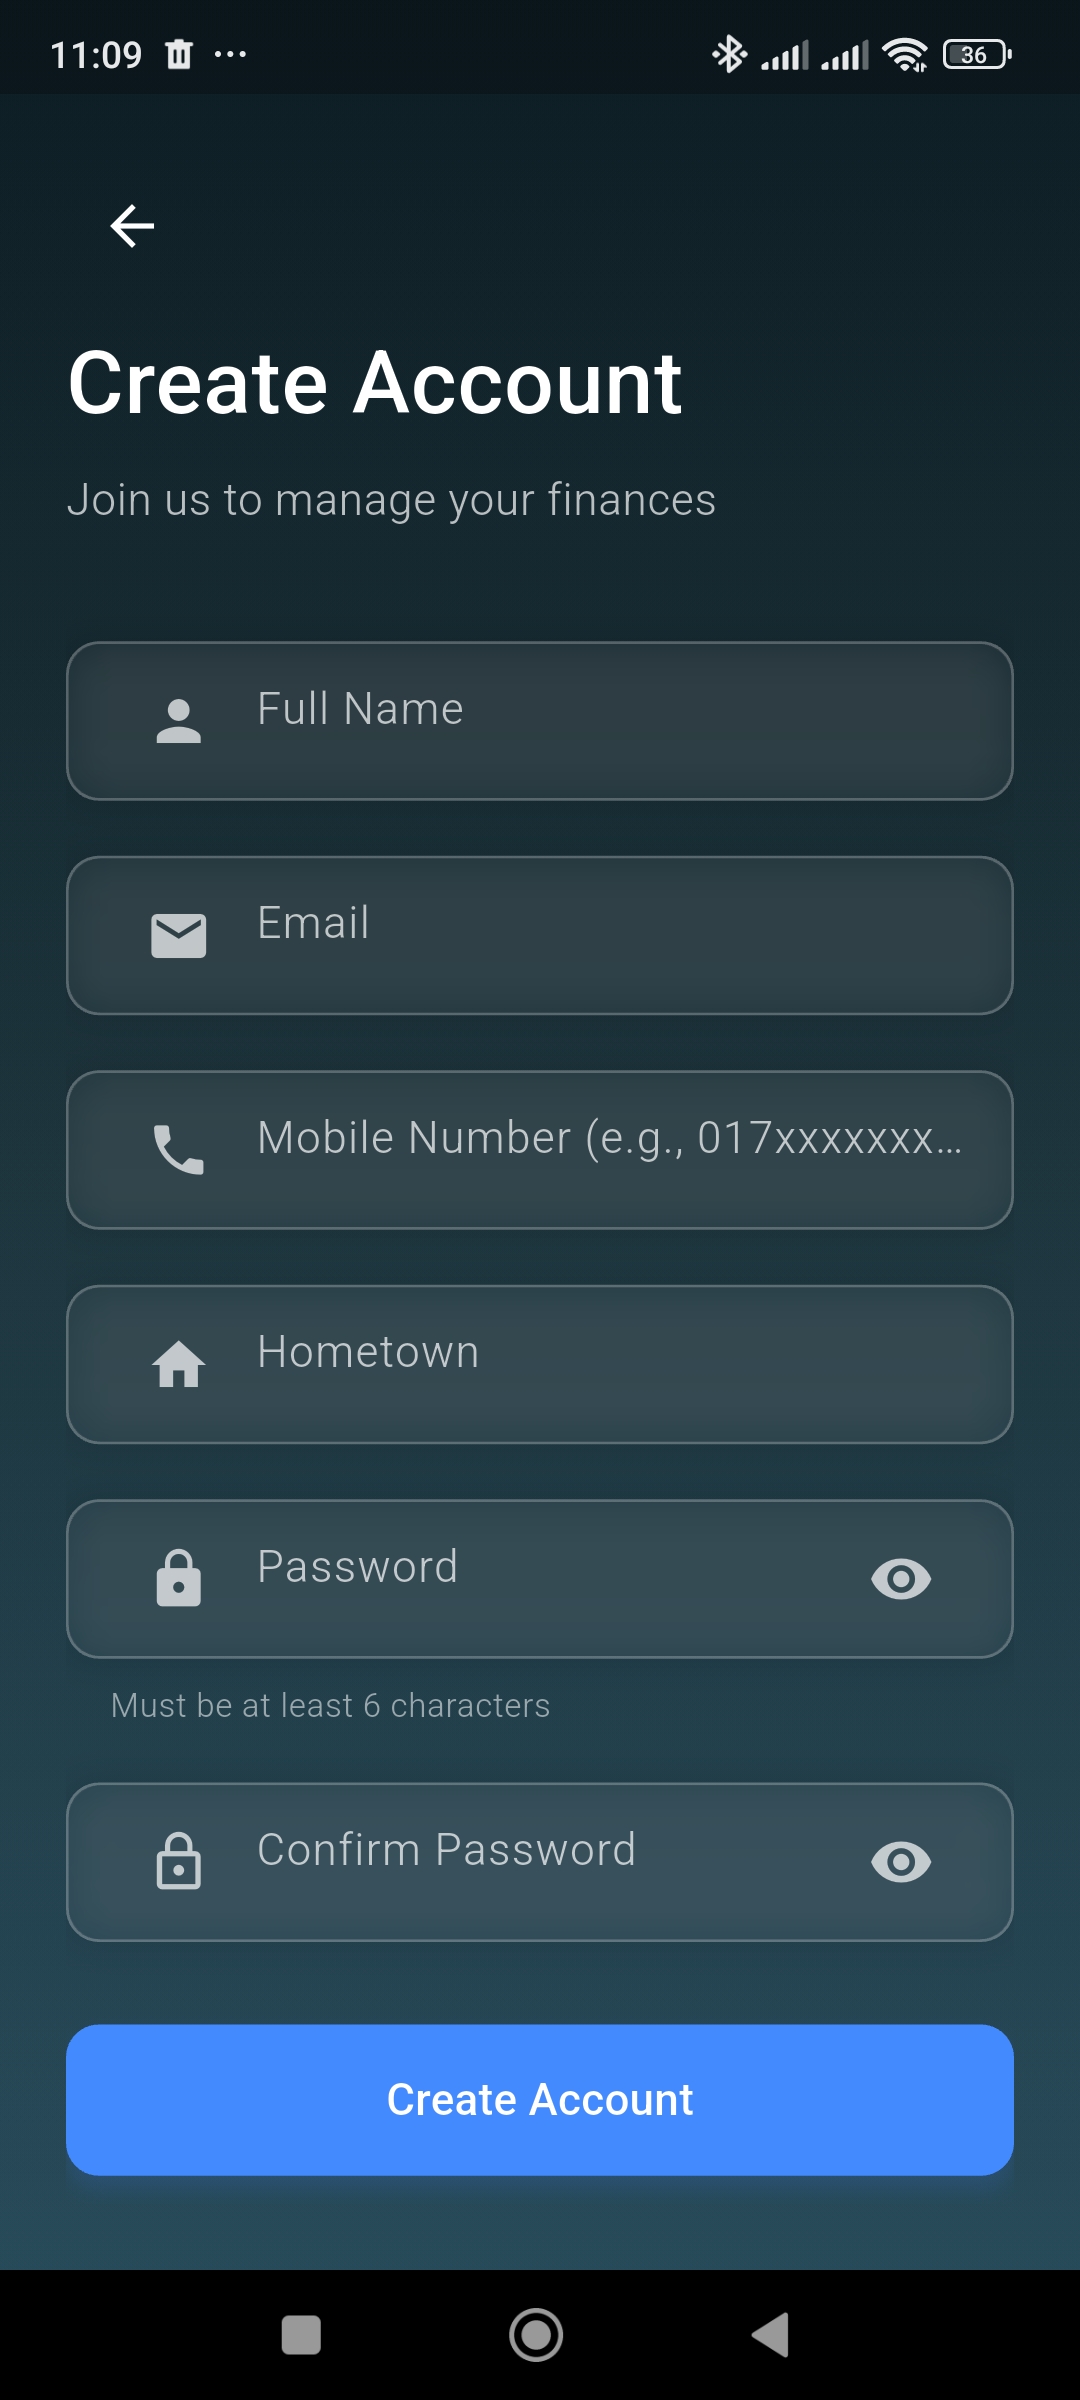 11:09
36
Create Account
Join us to manage your finances
Full Name
Email
Mobile Number (e.g., 017xxxxxxx...
Hometown
Password
Must be at least 6 characters
Confirm Password
Create Account